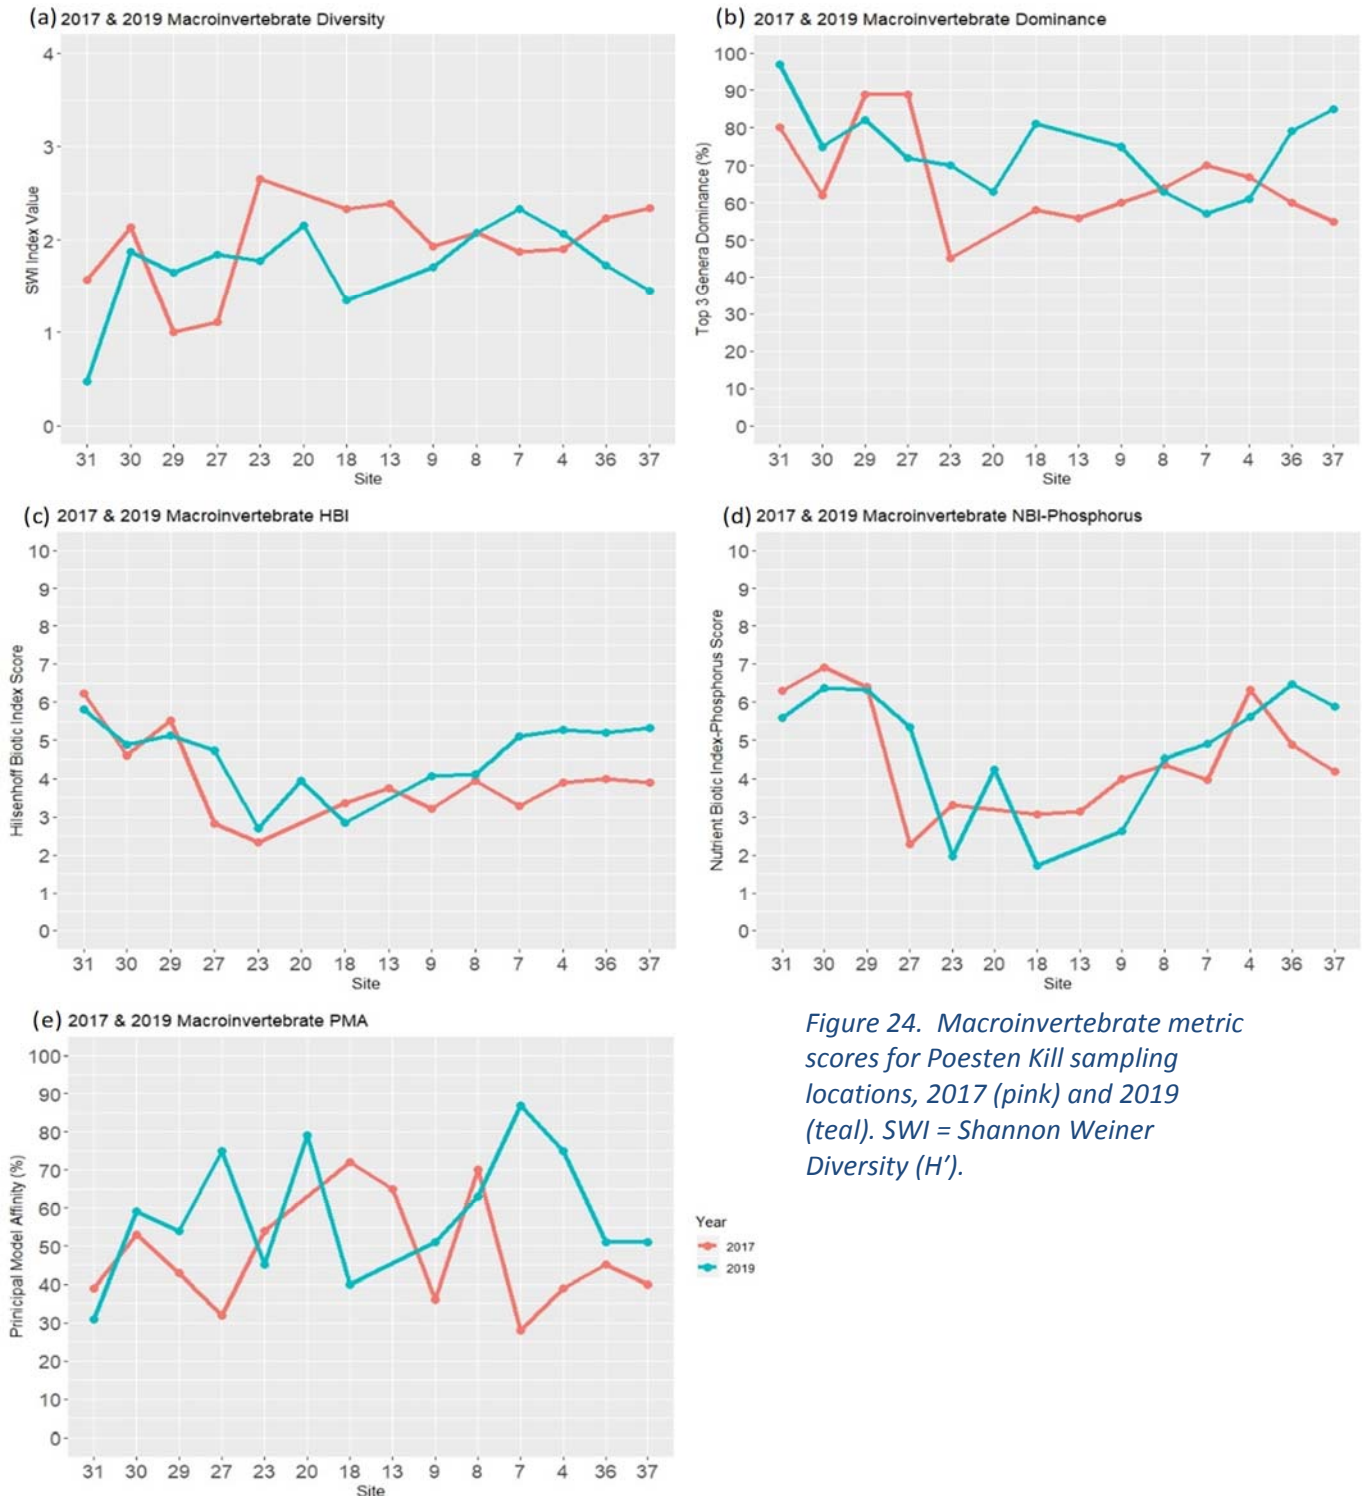 (a) 2017 & 2019 Macroinvertebrate Diversity
4
3
2
1
0
SWI Index Value
31 30 29 27 23 20 18 13 9 8 7 4 36 37
Site
(b) 2017 & 2019 Macroinvertebrate Dominance
100
90
80
70
60
50
40
30
20
10
0
Top 3 Genera Dominance (%)
31 30 29 27 23 20 18 13 9 8 7 4 36 37
Site
(c) 2017 & 2019 Macroinvertebrate HBI
10
9
8
7
6
5
4
3
2
1
0
Hilsenhoff Biotic Index Score
31 30 29 27 23 20 18 13 9 8 7 4 36 37
Site
(d) 2017 & 2019 Macroinvertebrate NBI-Phosphorus
10
9
8
7
6
5
4
3
2
1
0
Nutrient Biotic Index-Phosphorus Score
31 30 29 27 23 20 18 13 9 8 7 4 36 37
Site
(e) 2017 & 2019 Macroinvertebrate PMA
100
90
80
70
60
50
40
30
20
10
0
Prinicipal Model Affinity (%)
31 30 29 27 23 20 18 13 9 8 7 4 36 37
Site
Figure 24. Macroinvertebrate metric
scores for Poesten Kill sampling
locations, 2017 (pink) and 2019
(teal). SWI = Shannon Weiner
Diversity (H’).
Year
2017
2019